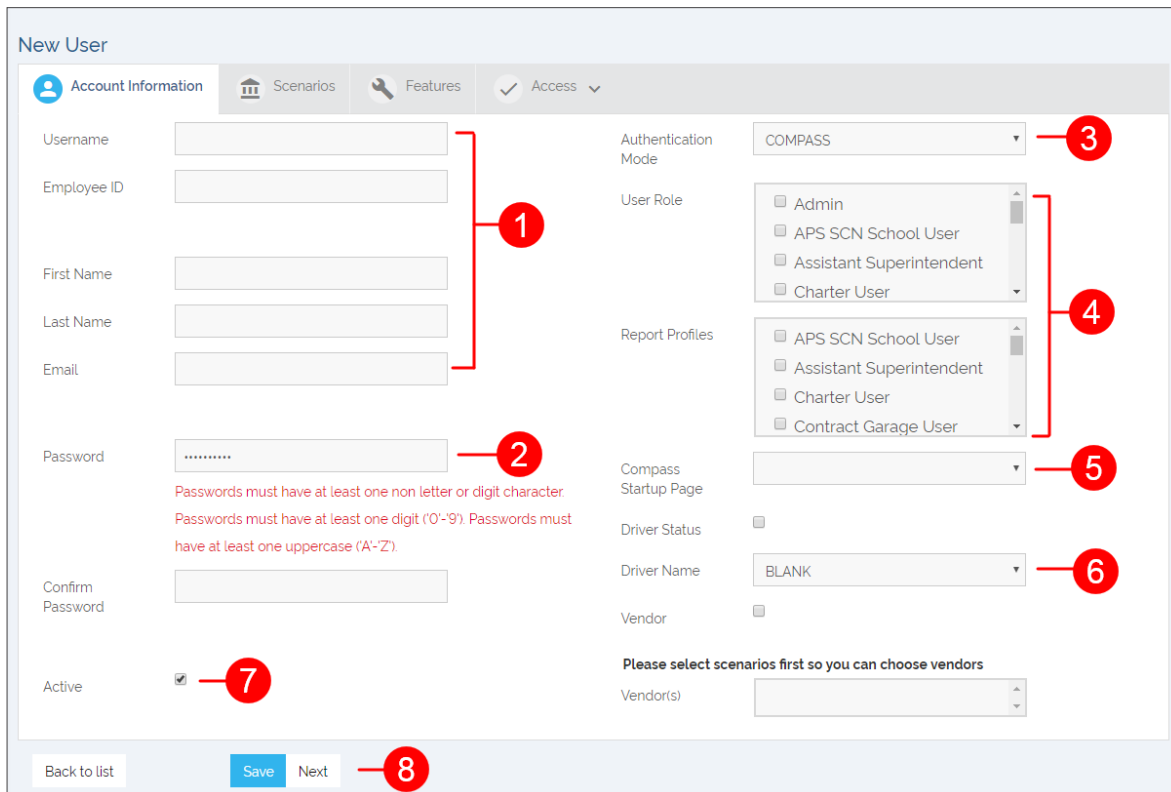 New User
Account Information
Scenarios
Features
Access
Username
Employee ID
1
First Name
Last Name
Email
Password
••••••••••
2
Passwords must have at least one non letter or digit character.
Passwords must have at least one digit ('0'-'9'). Passwords must
have at least one uppercase ('A'-'Z').
Confirm
Password
Active
7
Authentication
Mode
COMPASS
3
User Role
Admin
APS SCN School User
Assistant Superintendent
Charter User
4
Report Profiles
APS SCN School User
Assistant Superintendent
Charter User
Contract Garage User
Compass
Startup Page
5
Driver Status
Driver Name
BLANK
6
Vendor
Please select scenarios first so you can choose vendors
Vendor(s)
Back to list
Save
Next
8